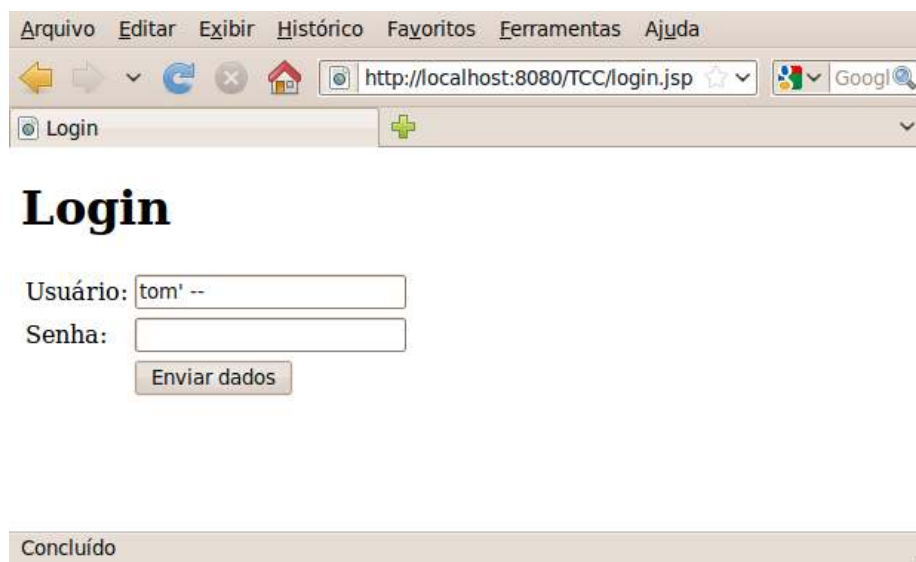 Arquivo Editar Exibir Histórico Favoritos Ferramentas Ajuda
http://localhost:8080/TCC/login.jsp Googl
Login
Login
Usuário: tom' --
Senha:
Enviar dados
Concluído